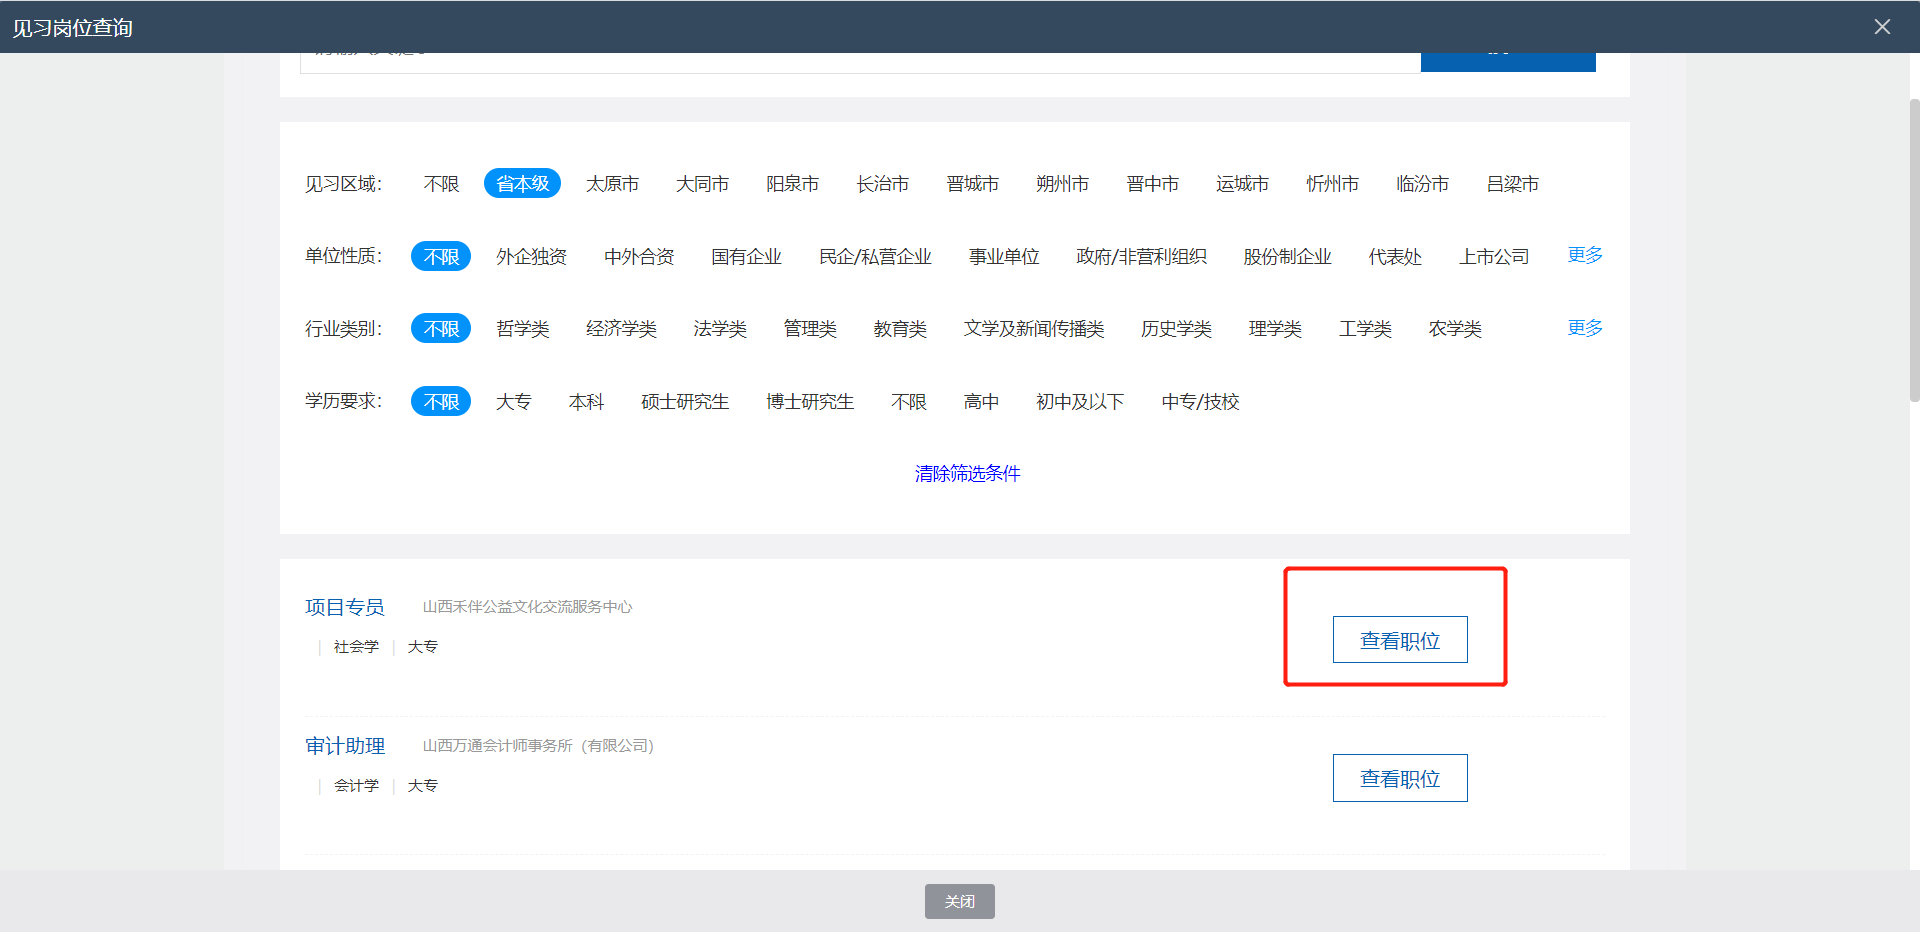 见习岗位查询
见习区域： 不限 省本级 太原市 大同市 阳泉市 长治市 晋城市 朔州市 晋中市 运城市 忻州市 临汾市 吕梁市
单位性质： 不限 外企独资 中外合资 国有企业 民企/私营企业 事业单位 政府/非营利组织 股份制企业 代表处 上市公司 更多
行业类别： 不限 哲学类 经济学类 法学类 管理类 教育类 文学及新闻传播类 历史学类 理学类 工学类 农学类 更多
学历要求： 不限 大专 本科 硕士研究生 博士研究生 不限 高中 初中及以下 中专/技校
清除筛选条件
项目专员 山西禾伴公益文化交流服务中心
社会学 大专
查看职位
审计助理 山西万通会计师事务所（有限公司）
会计学 大专
查看职位
关闭